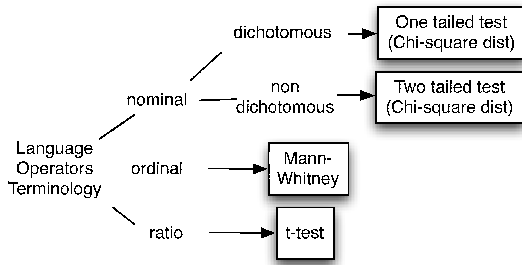 dichotomous
One tailed test
(Chi-square dist)
nominal
non
dichotomous
Two tailed test
(Chi-square dist)
Language
Operators
Terminology
ordinal
Mann-
Whitney
ratio
t-test